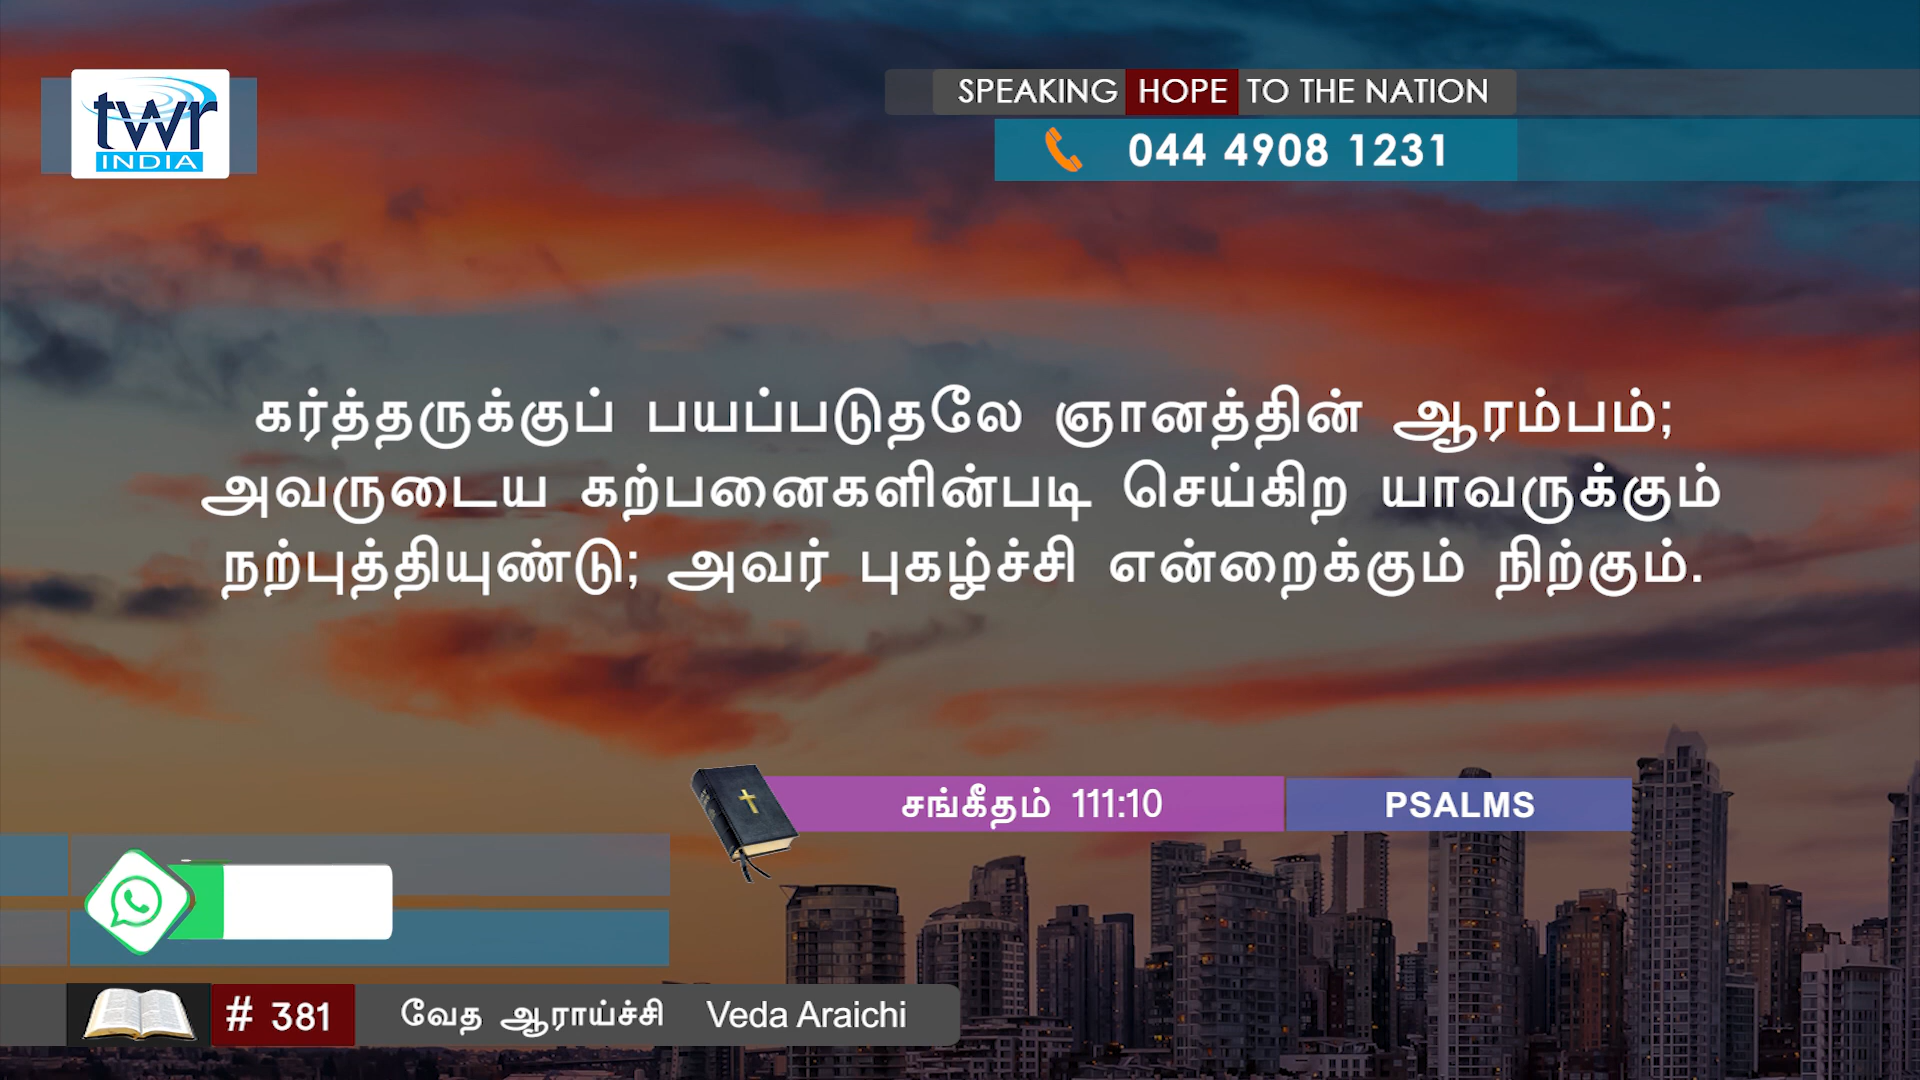 twr
INDIA
SPEAKING HOPE TO THE NATION
044 4908 1231
கர்த்தருக்குப் பயப்படுதலே ஞானத்தின் ஆரம்பம்;
அவருடைய கற்பனைகளின்படி செய்கிற யாவருக்கும்
நற்புத்தியுண்டு; அவர் புகழ்ச்சி என்றைக்கும் நிற்கும்.
சங்கீதம் 111:10
PSALMS
# 381
வேத ஆராய்ச்சி Veda Araichi